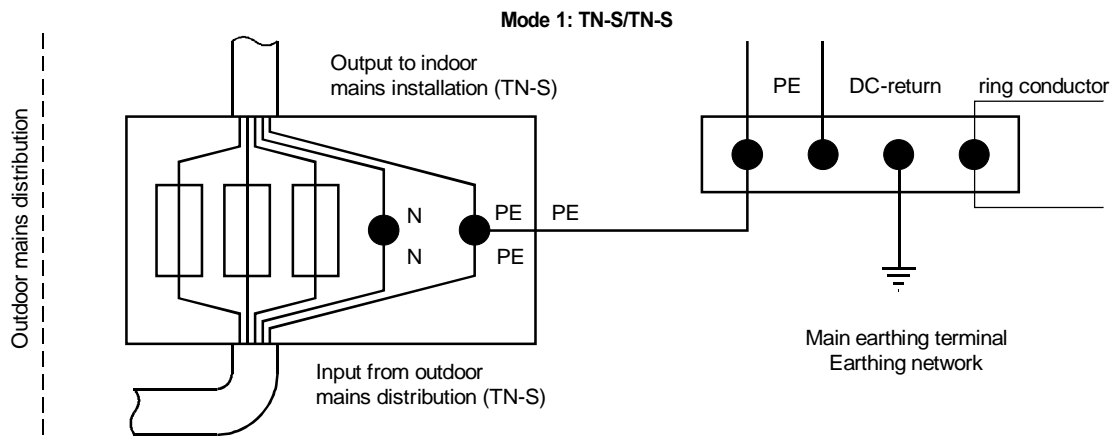 Mode 1: TN-S/TN-S
Outdoor mains distribution
Output to indoor
mains installation (TN-S)
PE
DC-return
ring conductor
N
PE
PE
N
PE
Main earthing terminal
Earthing network
Input from outdoor
mains distribution (TN-S)